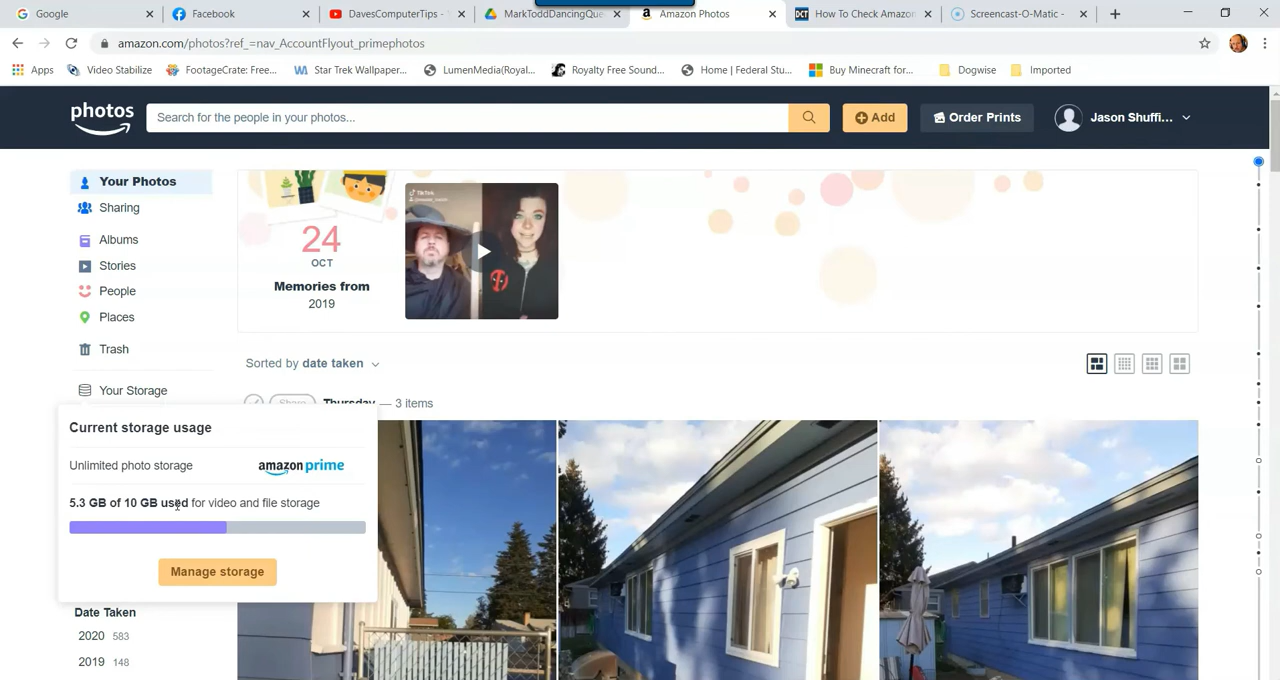 Google
Facebook
DavesComputerTips -
MarkToddDancingQue
Amazon Photos
How To Check Amazon
Screencast-O-Matic -
amazon.com/photos?ref_=nav_AccountFlyout_primephotos
Apps
Video Stabilize
FootageCrate: Free...
Star Trek Wallpaper...
LumenMedia(Royal...
Royalty Free Sound...
Home | Federal Stu...
Buy Minecraft for...
Dogwise
Imported
photos
Search for the people in your photos...
Add
Order Prints
Jason Shuffi...
Your Photos
Sharing
Albums
Stories
People
Places
Trash
Your Storage
24
OCT
Memories from
2019
TikTok
Sorted by date taken
Share
Thursday — 3 items
Current storage usage
Unlimited photo storage
amazon prime
5.3 GB of 10 GB used for video and file storage
Manage storage
Date Taken
2020 583
2019 148